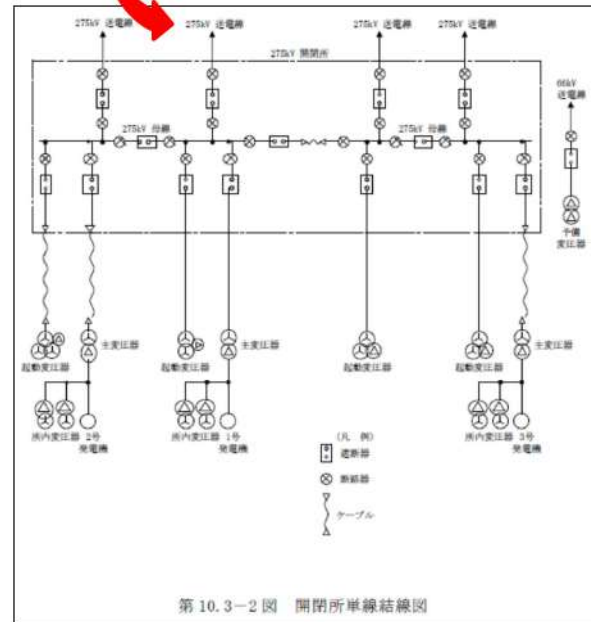 275kV 送電線 275kV 送電線 275kV 送電線 275kV 送電線
275kV 開閉所
66kV
送電線
275kV 母線 275kV 母線
予備
変圧器
起動変圧器 主変圧器 起動変圧器 主変圧器 起動変圧器 起動変圧器 主変圧器
所内変圧器 2号 所内変圧器 1号 所内変圧器 3号
発電機 発電機 発電機
(凡 例)
遮断器
断路器
ケーブル
第10.3-2図 開閉所単線結線図